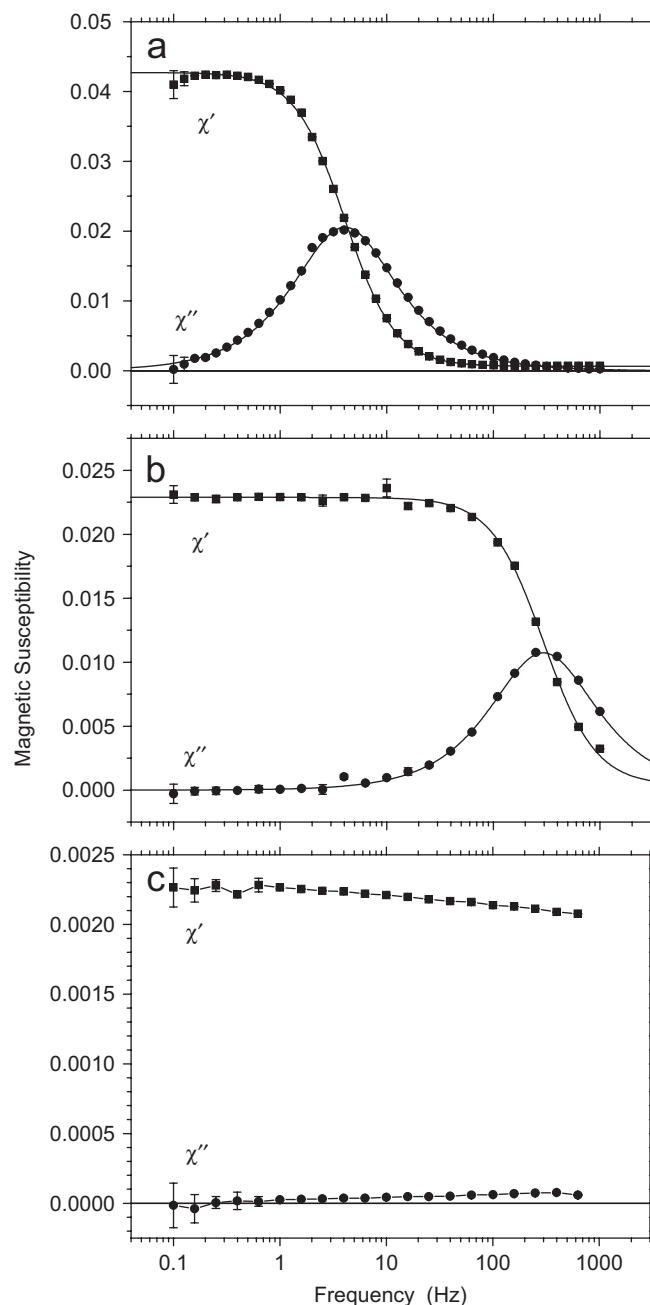 a
0.05
0.04
0.03
0.02
0.01
0.00
χ′
χ″
b
0.025
0.020
0.015
0.010
0.005
0.000
χ′
χ″
c
0.0025
0.0020
0.0015
0.0010
0.0005
0.0000
χ′
χ″
Magnetic Susceptibility
0.1 1 10 100 1000
Frequency (Hz)